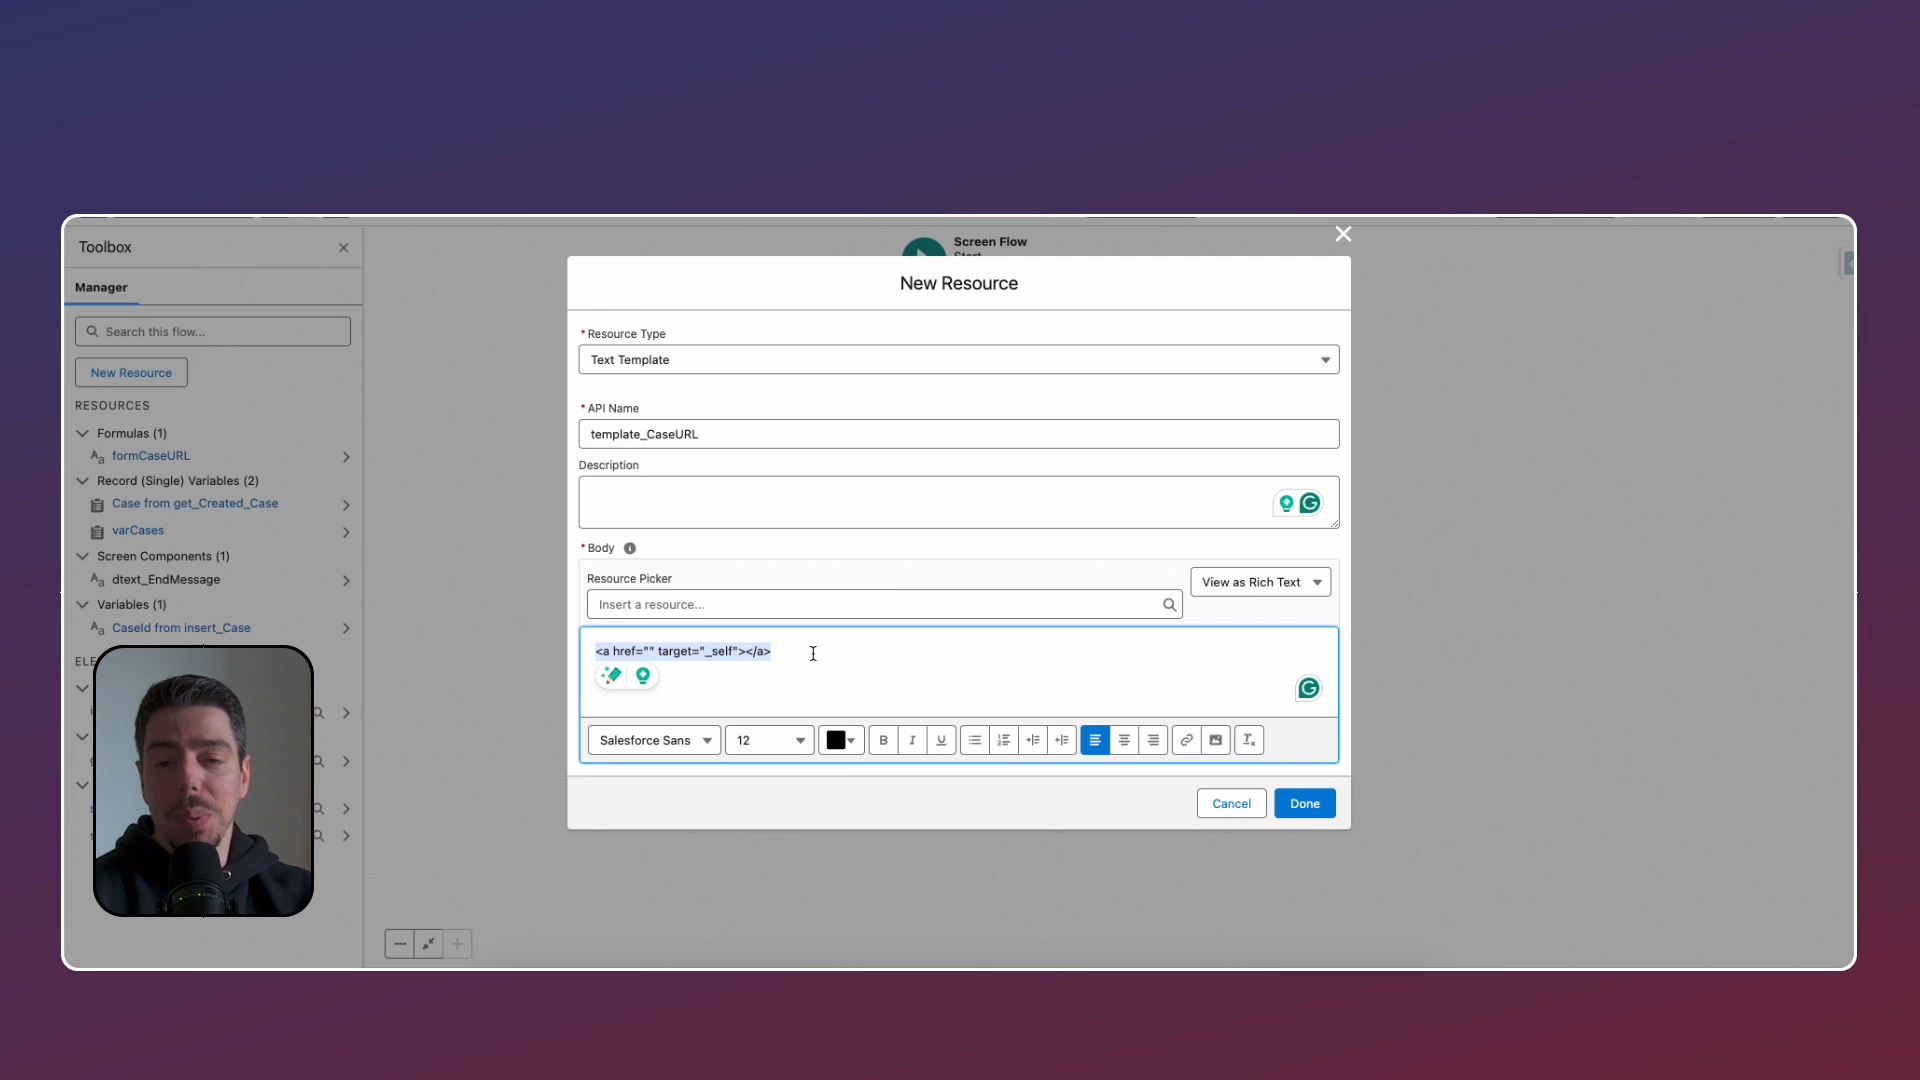 Toolbox
Screen Flow
Manager
New Resource
* Resource Type
Search this flow...
Text Template
New Resource
RESOURCES
* API Name
Formulas (1)
template_CaseURL
formCaseURL
Description
Record (Single) Variables (2)
Case from get_Created_Case
varCases
* Body
Screen Components (1)
Resource Picker
View as Rich Text
dtext_EndMessage
Insert a resource...
Variables (1)
CaseId from insert_Case
<a href="" target="_self"></a>
ELE
Salesforce Sans
12
B I U
Cancel
Done